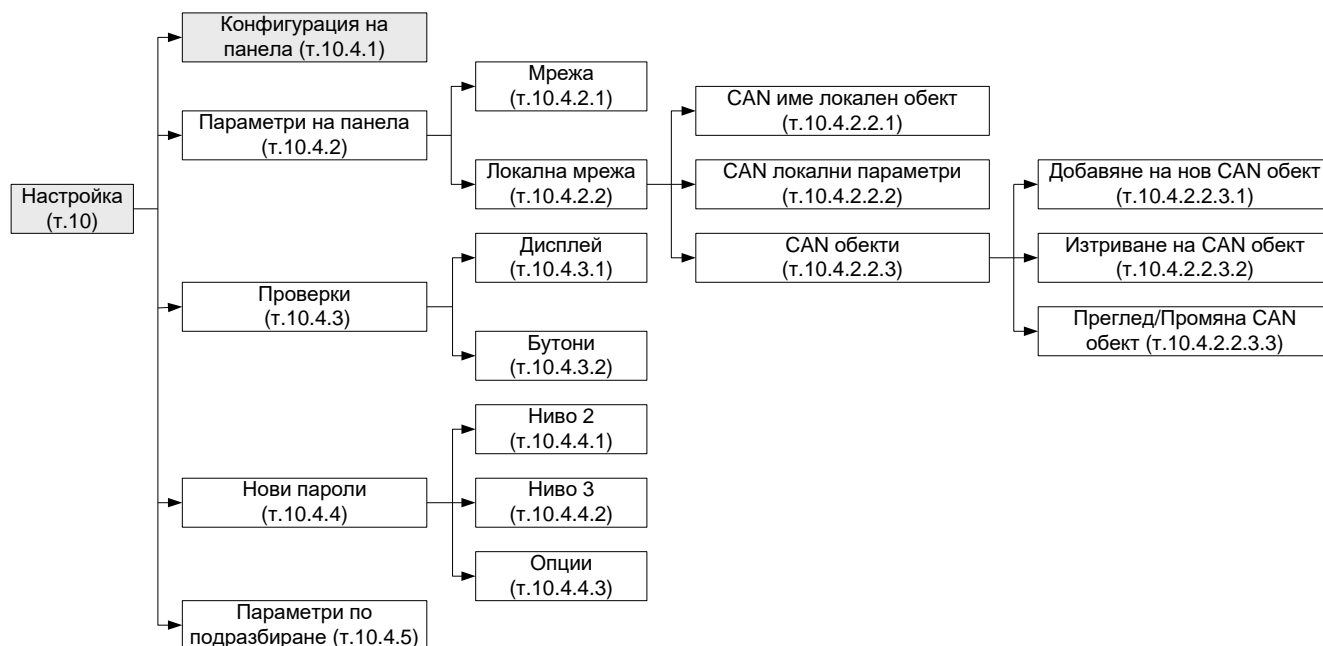 Конфигурация на
панела (т.10.4.1)
Мрежа
(т.10.4.2.1)
CAN име локален обект
(т.10.4.2.2.1)
Параметри на панела
(т.10.4.2)
Локална мрежа
(т.10.4.2.2)
CAN локални параметри
(т.10.4.2.2.2)
Добавяне на нов CAN обект
(т.10.4.2.2.3.1)
Настройка
(т.10)
CAN обекти
(т.10.4.2.2.3)
Изтриване на CAN обект
(т.10.4.2.2.3.2)
Дисплей
(т.10.4.3.1)
Проверки
(т.10.4.3)
Преглед/Промяна CAN
обект (т.10.4.2.2.3.3)
Бутони
(т.10.4.3.2)
Ниво 2
(т.10.4.4.1)
Нови пароли
(т.10.4.4)
Ниво 3
(т.10.4.4.2)
Опции
(т.10.4.4.3)
Параметри по
подразбиране (т.10.4.5)